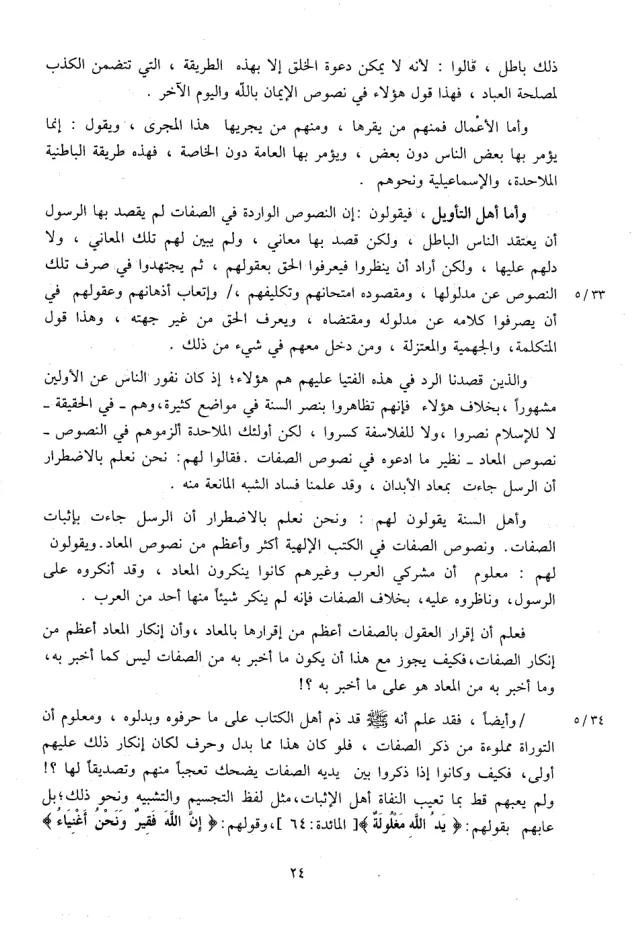 ذلك باطل ، قالوا : لأنه لا يمكن دعوة الخلق إلا بهذه الطريقة ، التي تتضمن الكذب
لمصلحة العباد ، فهذا قول هؤلاء في نصوص الإيمان بالله واليوم الآخر .
وأما الأعْمال فمنهم من يقرها ، ومنهم من يجريها هذا المجرى ، ويقول : إنما
يؤمر بها بعض الناس دون بعض ، ويؤمر بها العامة دون الخاصة ، فهذه طريقة الباطنية
الملاحدة، والإسماعيلية ونحوهم .
وأما أهل التأويل ، فيقولون : إن النصوص الواردة في الصفات لم يقصد بها الرسول
أن يعتقد الناس الباطل ، ولكن قصد بها معاني ، ولم يبين لهم تلك المعاني ، ولا
دلهم عليها ، ولكن أراد أن ينظروا فيعرفوا الحق بعقولهم ، ثم يجتهدوا في صرف تلك
٥/٣٣ النصوص عن مدلولها ، ومقصوده امتحانهم وتكليفهم ،/ وإتعاب أذهانهم وعقولهم في
أن يصرفوا كلامه عن مدلوله ومقتضاه ، ويعرف الحق من غير جهته ، وهذا قول
المتكلمة، والجهمية والمعتزلة ، ومن دخل معهم في شيء من ذلك .
والذين قصدنا الرد في هذه الفتيا عليهم هم هؤلاء؛ إذ كان نفور الناس عن الأولين
مشهوراً ،بخلاف هؤلاء فإنهم تظاهروا بنصر السنة في مواضع كثيرة،وهم ـ في الحقيقة ـ
لا للإسلام نصروا ،ولا للفلاسفة كسروا ، لكن أولئك الملاحدة ألزموهم في النصوص ـ
نصوص المعاد ـ نظير ما ادعوه في نصوص الصفات .فقالوا لهم: نحن نعلم بالاضطرار
أن الرسل جاءت بمعاد الأبدان ، وقد علمنا فساد الشبه المانعة منه .
وأهل السنة يقولون لهم : ونحن نعلم بالاضطرار أن الرسل جاءت بإثبات
الصفات. ونصوص الصفات في الكتب الإلهية أكثر وأعظم من نصوص المعاد.ويقولون
لهم : معلوم أن مشركي العرب وغيرهم كانوا ينكرون المعاد ، وقد أنكروه على
الرسول، وناظروه عليه، بخلاف الصفات فإنه لم ينكر شيئاً منها أحد من العرب .
فعلم أن إقرار العقول بالصفات أعظم من إقرارها بالمعاد ،وأن إنكار المعاد أعظم من
إنكار الصفات،فكيف يجوز مع هذا أن يكون ما أخبر به من الصفات ليس كما أخبر به،
وما أخبر به من المعاد هو على ما أخبر به ؟!
٥/٣٤ /وأيضاً ، فقد علم أنه ﷺ قد ذم أهل الكتاب على ما حرفوه وبدلوه ، ومعلوم أن
التوراة مملوءة من ذكر الصفات ، فلو كان هذا مما بدل وحرف لكان إنكار ذلك عليهم
أولى، فكيف وكانوا إذا ذكروا بين يديه الصفات يضحك تعجباً منهم وتصديقاً لها ؟!
ولم يعبهم قط بما تعيب النفاة أهل الإثبات،مثل لفظ التجسيم والتشبيه ونحو ذلك؛بل
عابهم بقولهم:﴿ يَدُ اللَّهِ مَغْلُولَةٌ ﴾[ المائدة:٦٤ ]،وقولهم:﴿ إِنَّ اللَّهَ فَقِيرٌ وَنَحْنُ أَغْنِيَاءُ ﴾
٢٤